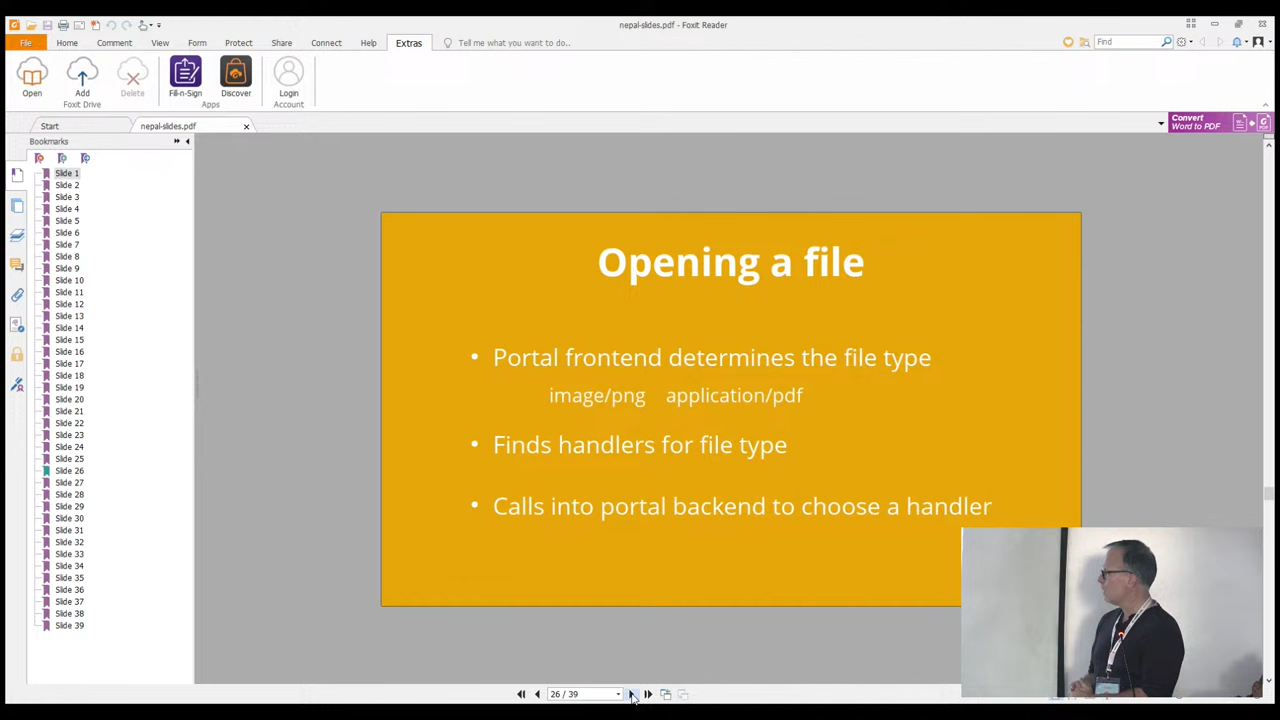 nepal-slides.pdf - Foxit Reader
File Home Comment View Form Protect Share Connect Help Extras Tell me what you want to do.. Find
Open Add Delete Fill-n-Sign Discover Login
Foxit Drive Apps Account
Start nepal-slides.pdf
Convert
Word to PDF
Bookmarks
Slide 1
Slide 2
Slide 3
Slide 4
Slide 5
Slide 6
Slide 7
Slide 8
Slide 9
Slide 10
Slide 11
Slide 12
Slide 13
Slide 14
Slide 15
Slide 16
Slide 17
Slide 18
Slide 19
Slide 20
Slide 21
Slide 22
Slide 23
Slide 24
Slide 25
Slide 26
Slide 27
Slide 28
Slide 29
Slide 30
Slide 31
Slide 32
Slide 33
Slide 34
Slide 35
Slide 36
Slide 37
Slide 38
Slide 39
Opening a file
• Portal frontend determines the file type
image/png application/pdf
• Finds handlers for file type
• Calls into portal backend to choose a handler
26 / 39